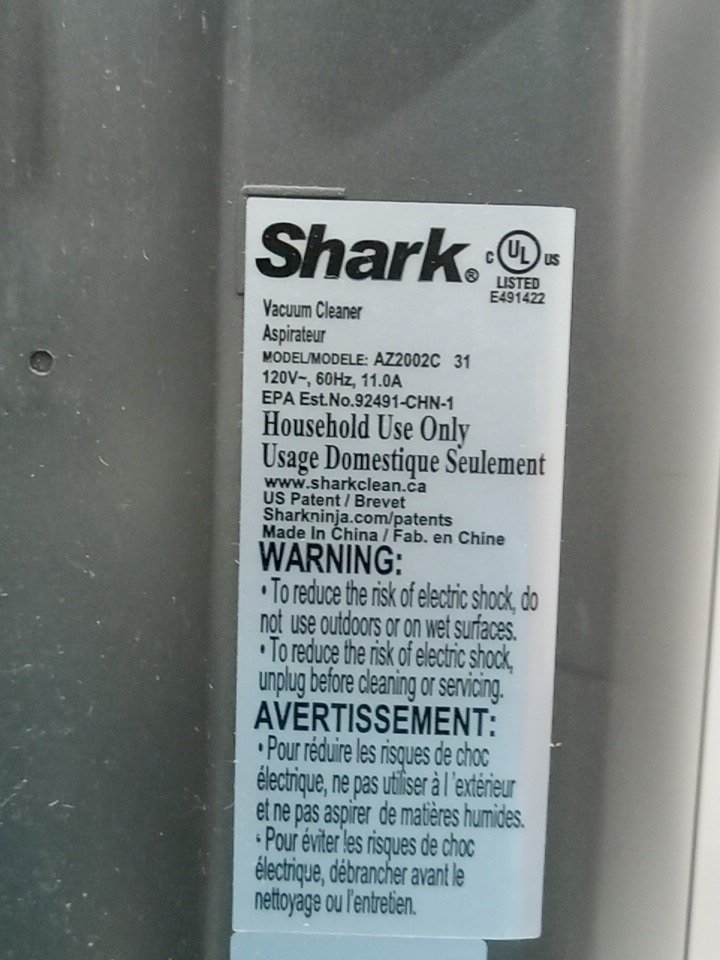 Shark®
C UL US
LISTED
E491422
Vacuum Cleaner
Aspirateur
MODEL/MODELE: AZ2002C 31
120V~, 60Hz, 11.0A
EPA Est.No.92491-CHN-1
Household Use Only
Usage Domestique Seulement
www.sharkclean.ca
US Patent / Brevet
Sharkninja.com/patents
Made In China / Fab. en Chine
WARNING:
• To reduce the risk of electric shock, do
not use outdoors or on wet surfaces.
• To reduce the risk of electric shock,
unplug before cleaning or servicing.
AVERTISSEMENT:
• Pour réduire les risques de choc
électrique, ne pas utiliser à l 'extérieur
et ne pas aspirer de matières humides.
• Pour éviter les risques de choc
électrique, débrancher avant le
nettoyage ou l'entretien.